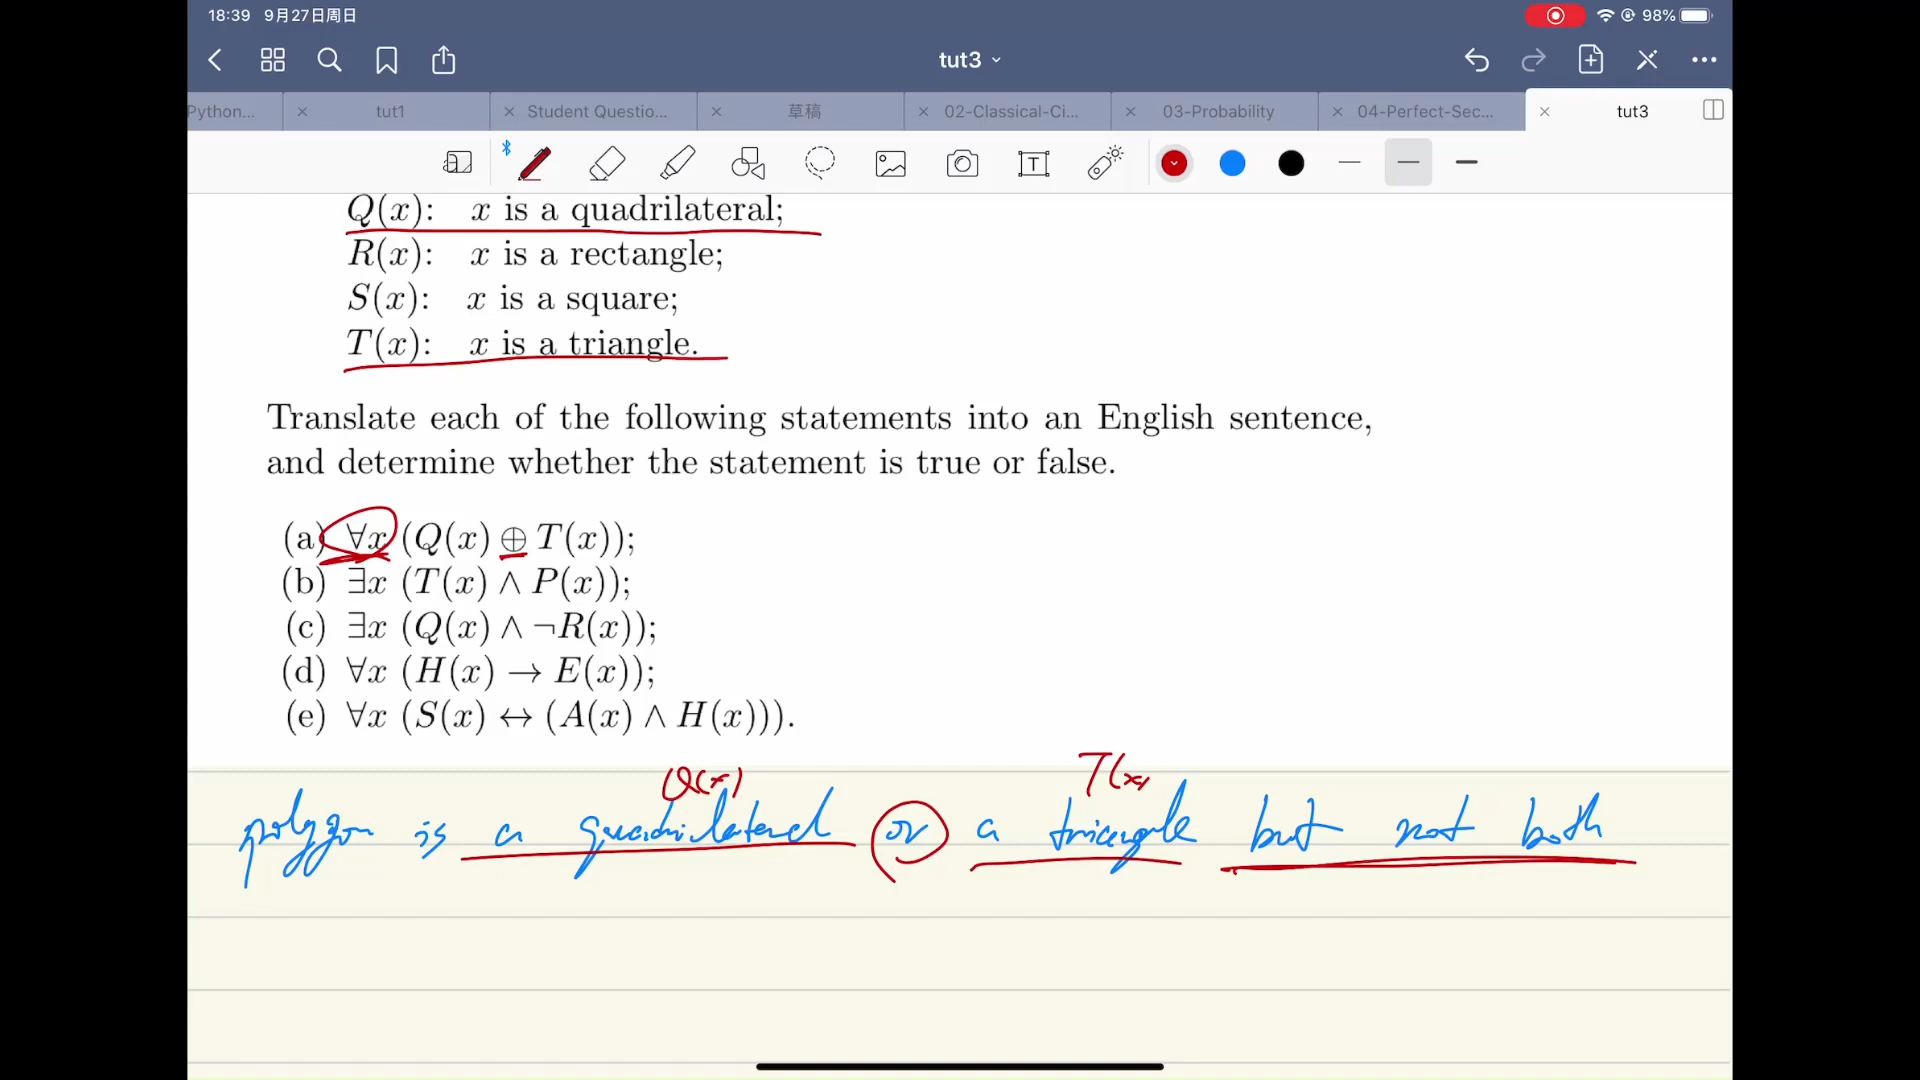 18:39 9月27日周日 98%
tut3
Python... tut1 Student Questio... 草稿 02-Classical-Ci... 03-Probability 04-Perfect-Sec... tut3
Q(x): x is a quadrilateral;
R(x): x is a rectangle;
S(x): x is a square;
T(x): x is a triangle.
Translate each of the following statements into an English sentence,
and determine whether the statement is true or false.
(a) ∀x (Q(x) ⊕ T(x));
(b) ∃x (T(x) ∧ P(x));
(c) ∃x (Q(x) ∧ ¬R(x));
(d) ∀x (H(x) → E(x));
(e) ∀x (S(x) ↔ (A(x) ∧ H(x))).
Q(x) T(x)
polygon is a quadrilateral or a triangle but not both